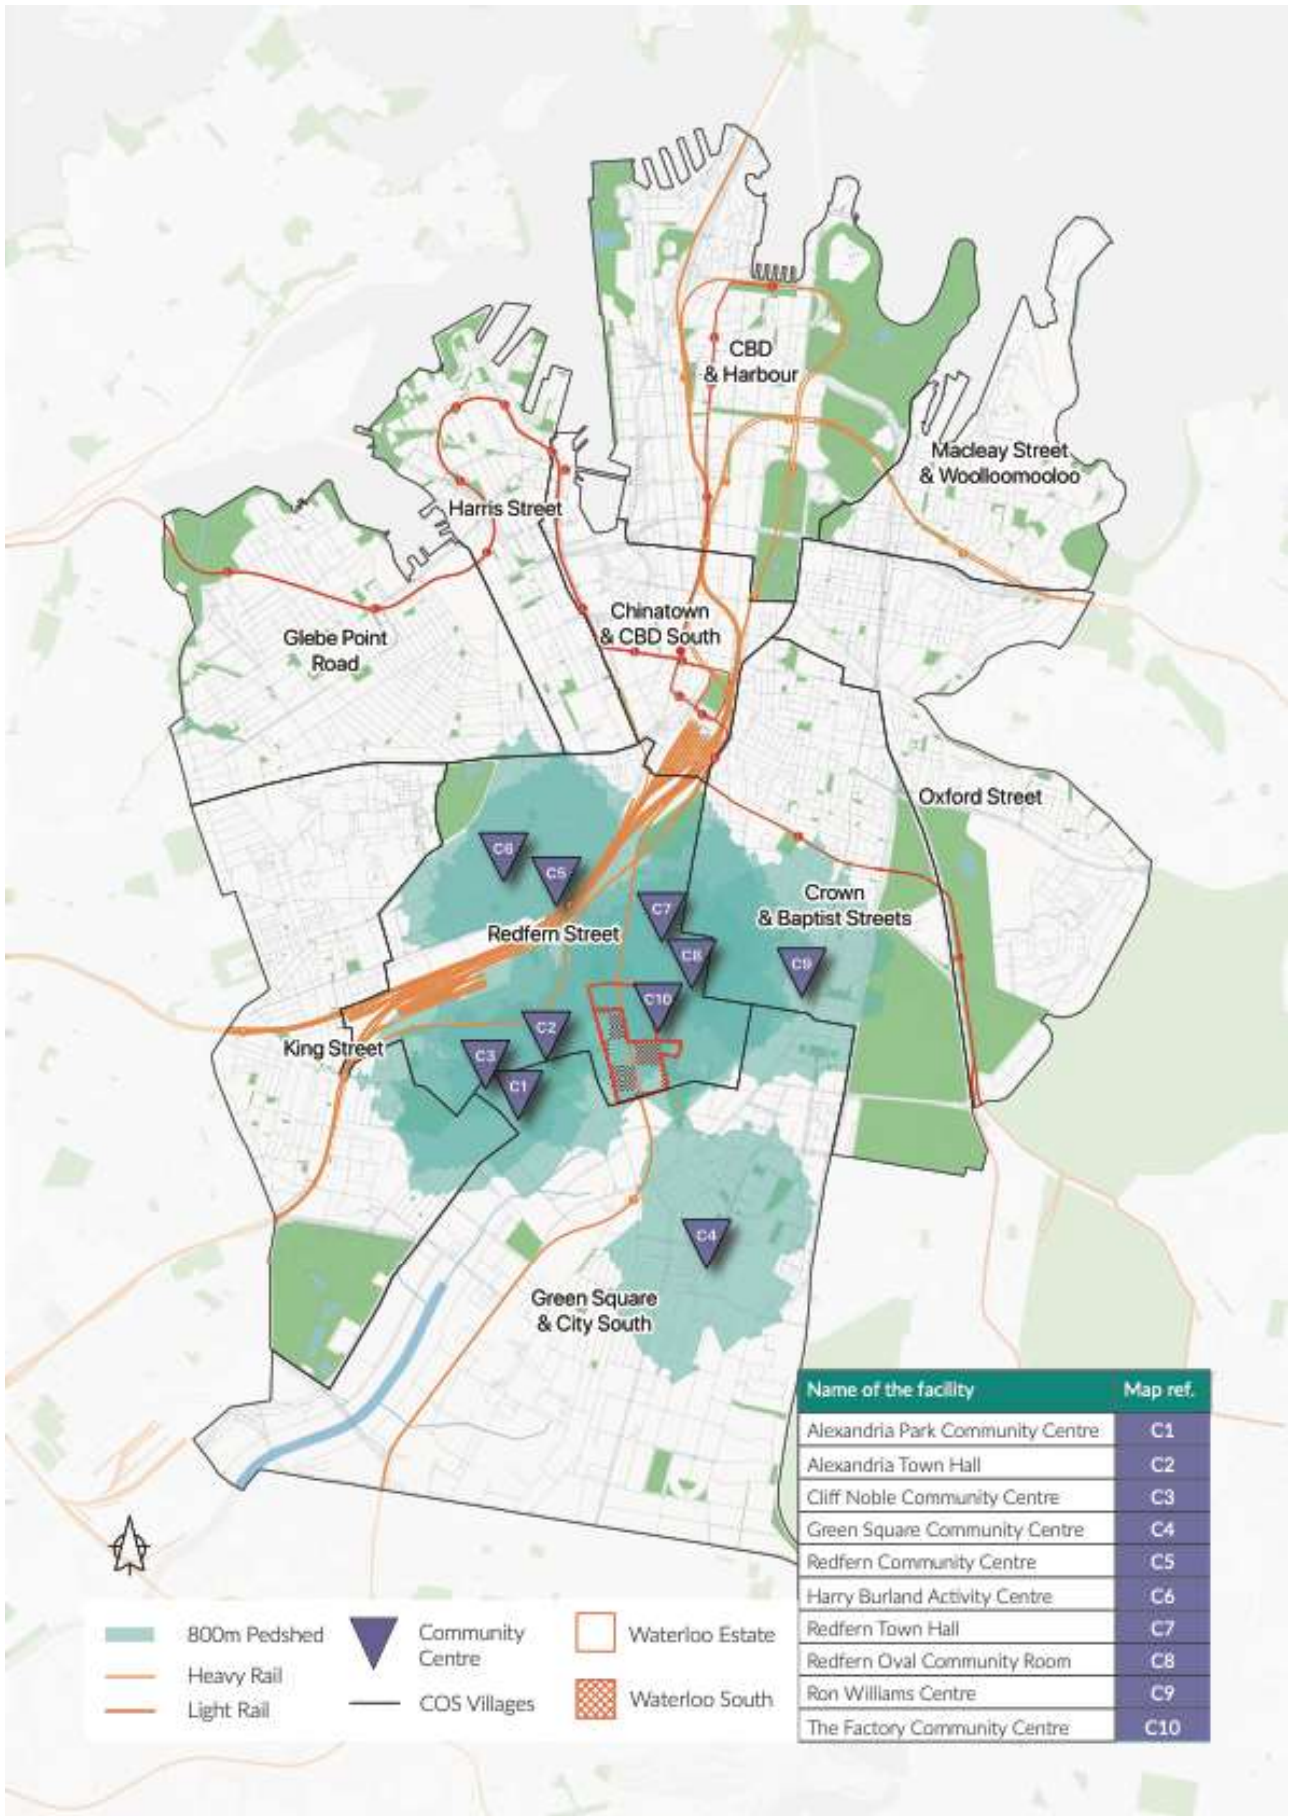 CBD
& Harbour
Macleay Street
& Woolloomooloo
Harris Street
Chinatown
& CBD South
Glebe Point
Road
Oxford Street
C6
C5
Crown
& Baptist Streets
C7
Redfern Street
C8
C9
C10
C2
King Street
C3
C1
C4
Green Square
& City South
Name of the facility Map ref.
Alexandria Park Community Centre C1
Alexandria Town Hall C2
Cliff Noble Community Centre C3
Green Square Community Centre C4
Redfern Community Centre C5
Harry Burland Activity Centre C6
Redfern Town Hall C7
Redfern Oval Community Room C8
Ron Williams Centre C9
The Factory Community Centre C10
800m Pedshed
Heavy Rail
Light Rail
Community
Centre
COS Villages
Waterloo Estate
Waterloo South